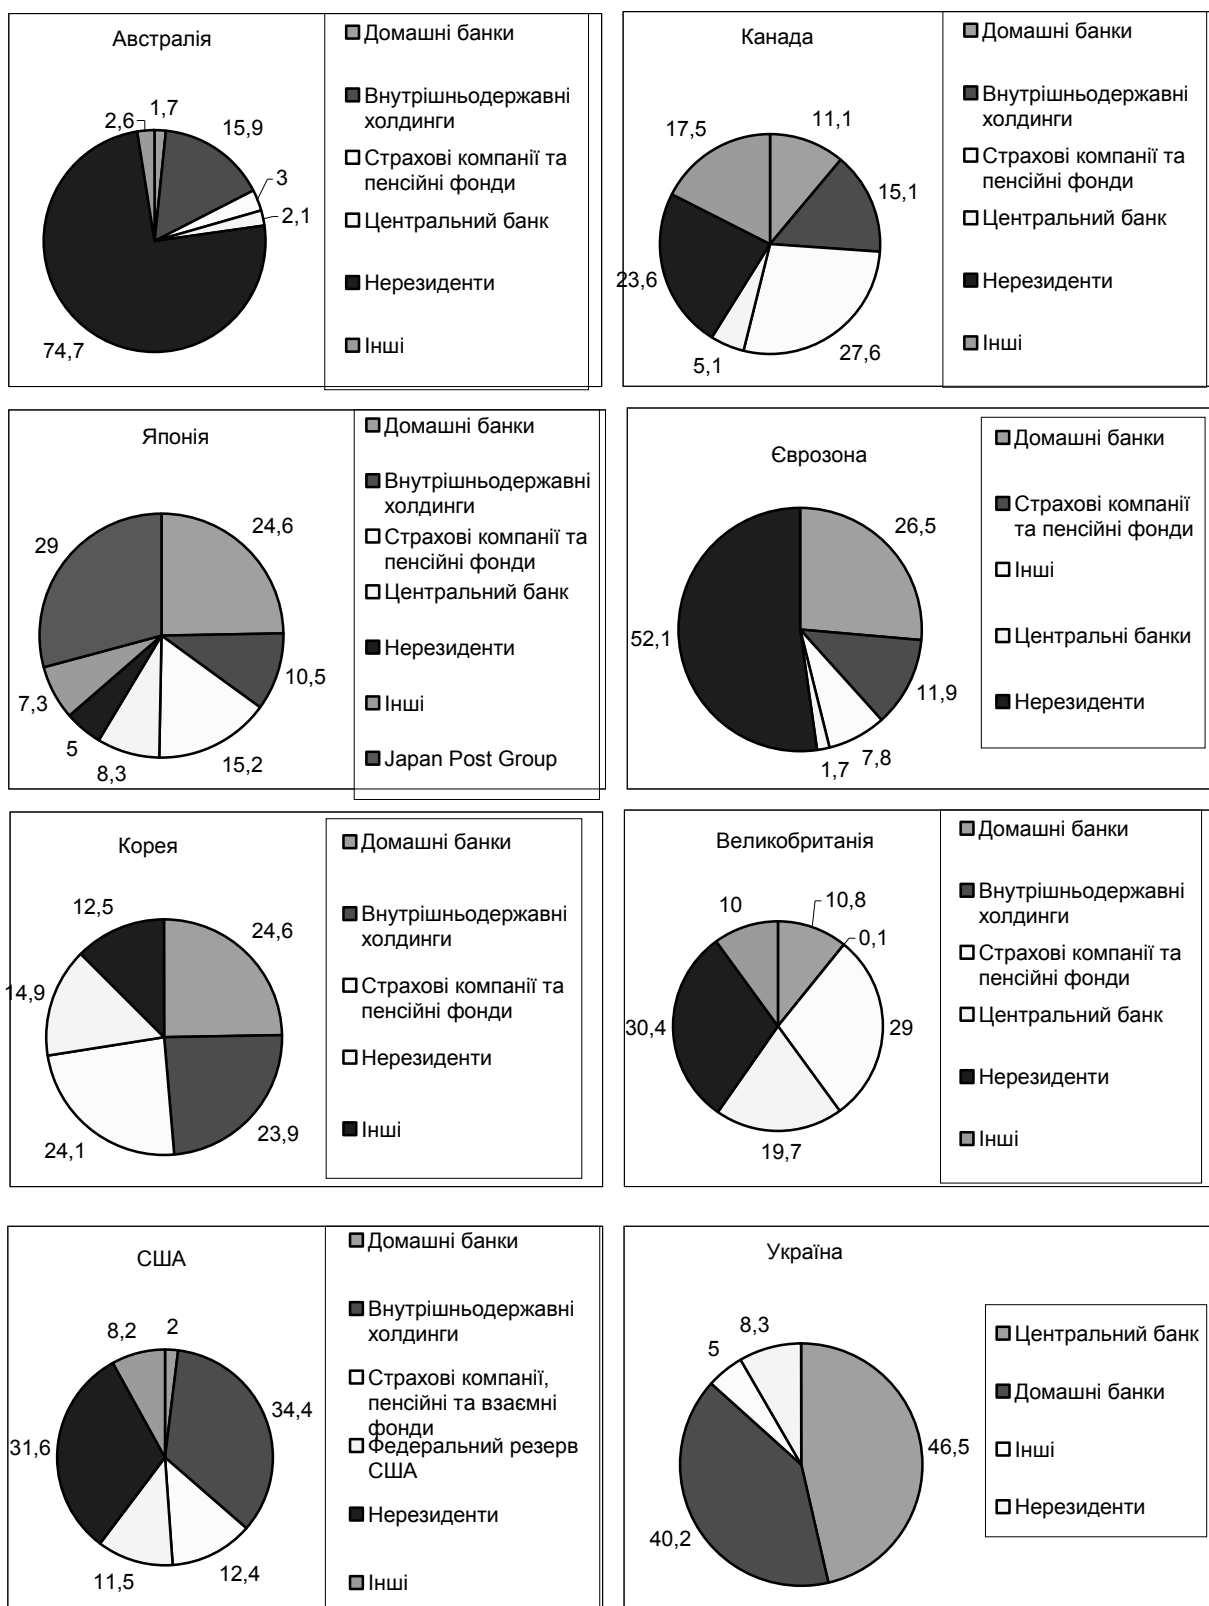 Австралія
2,6
1,7
15,9
3
2,1
74,7
Домашні банки
Внутрішньодержавні
холдинги
Страхові компанії та
пенсійні фонди
Центральний банк
Нерезиденти
Інші
Канада
17,5
11,1
15,1
23,6
5,1
27,6
Домашні банки
Внутрішньодержавні
холдинги
Страхові компанії та
пенсійні фонди
Центральний банк
Нерезиденти
Інші
Японія
29
24,6
10,5
7,3
5
8,3
15,2
Домашні банки
Внутрішньодержавні
холдинги
Страхові компанії та
пенсійні фонди
Центральний банк
Нерезиденти
Інші
Japan Post Group
Єврозона
26,5
52,1
11,9
1,7
7,8
Домашні банки
Страхові компанії
та пенсійні фонди
Інші
Центральні банки
Нерезиденти
Корея
12,5
24,6
14,9
24,1
23,9
Домашні банки
Внутрішньодержавні
холдинги
Страхові компанії та
пенсійні фонди
Нерезиденти
Інші
Великобританія
10
10,8
0,1
30,4
29
19,7
Домашні банки
Внутрішньодержавні
холдинги
Страхові компанії та
пенсійні фонди
Центральний банк
Нерезиденти
Інші
США
8,2
2
34,4
31,6
11,5
12,4
Домашні банки
Внутрішньодержавні
холдинги
Страхові компанії,
пенсійні та взаємні
фонди
Федеральний резерв
США
Нерезиденти
Інші
Україна
5
8,3
46,5
40,2
Центральний банк
Домашні банки
Інші
Нерезиденти